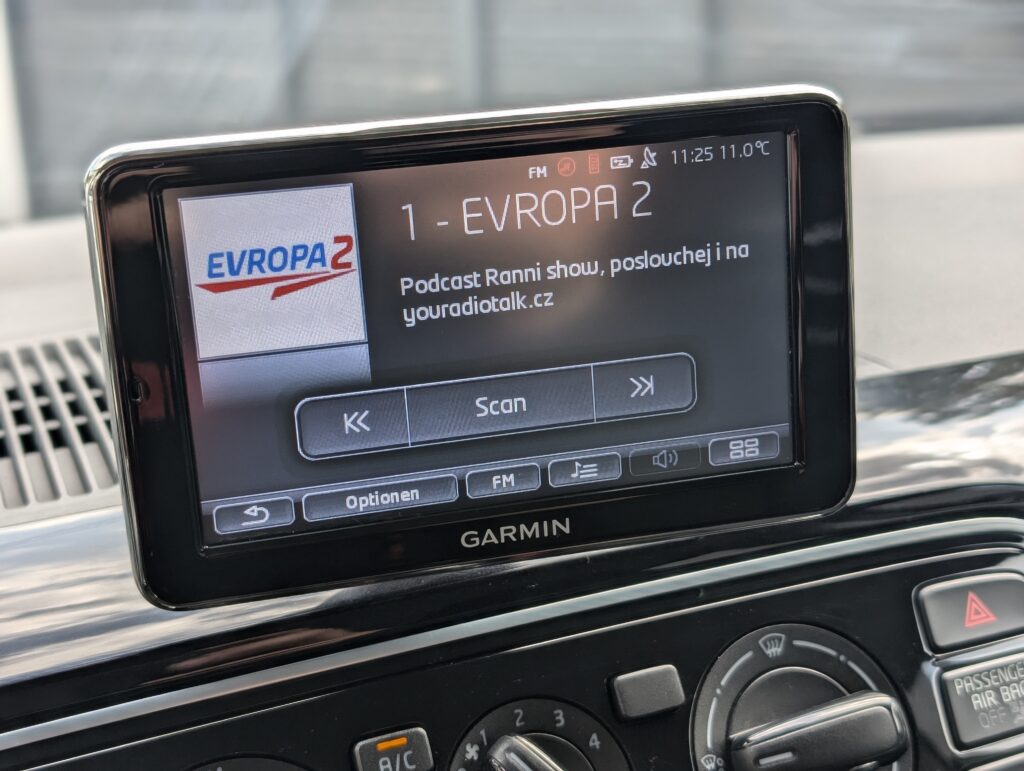 FM 11:25 11.0°C
EVROPA 2
1 - EVROPA 2
Podcast Ranni show, poslouchej i na
youradiotalk.cz
Scan
Optionen
FM
GARMIN
1 2 3 4
A/C
PASSENGER
AIR BAG
OFF